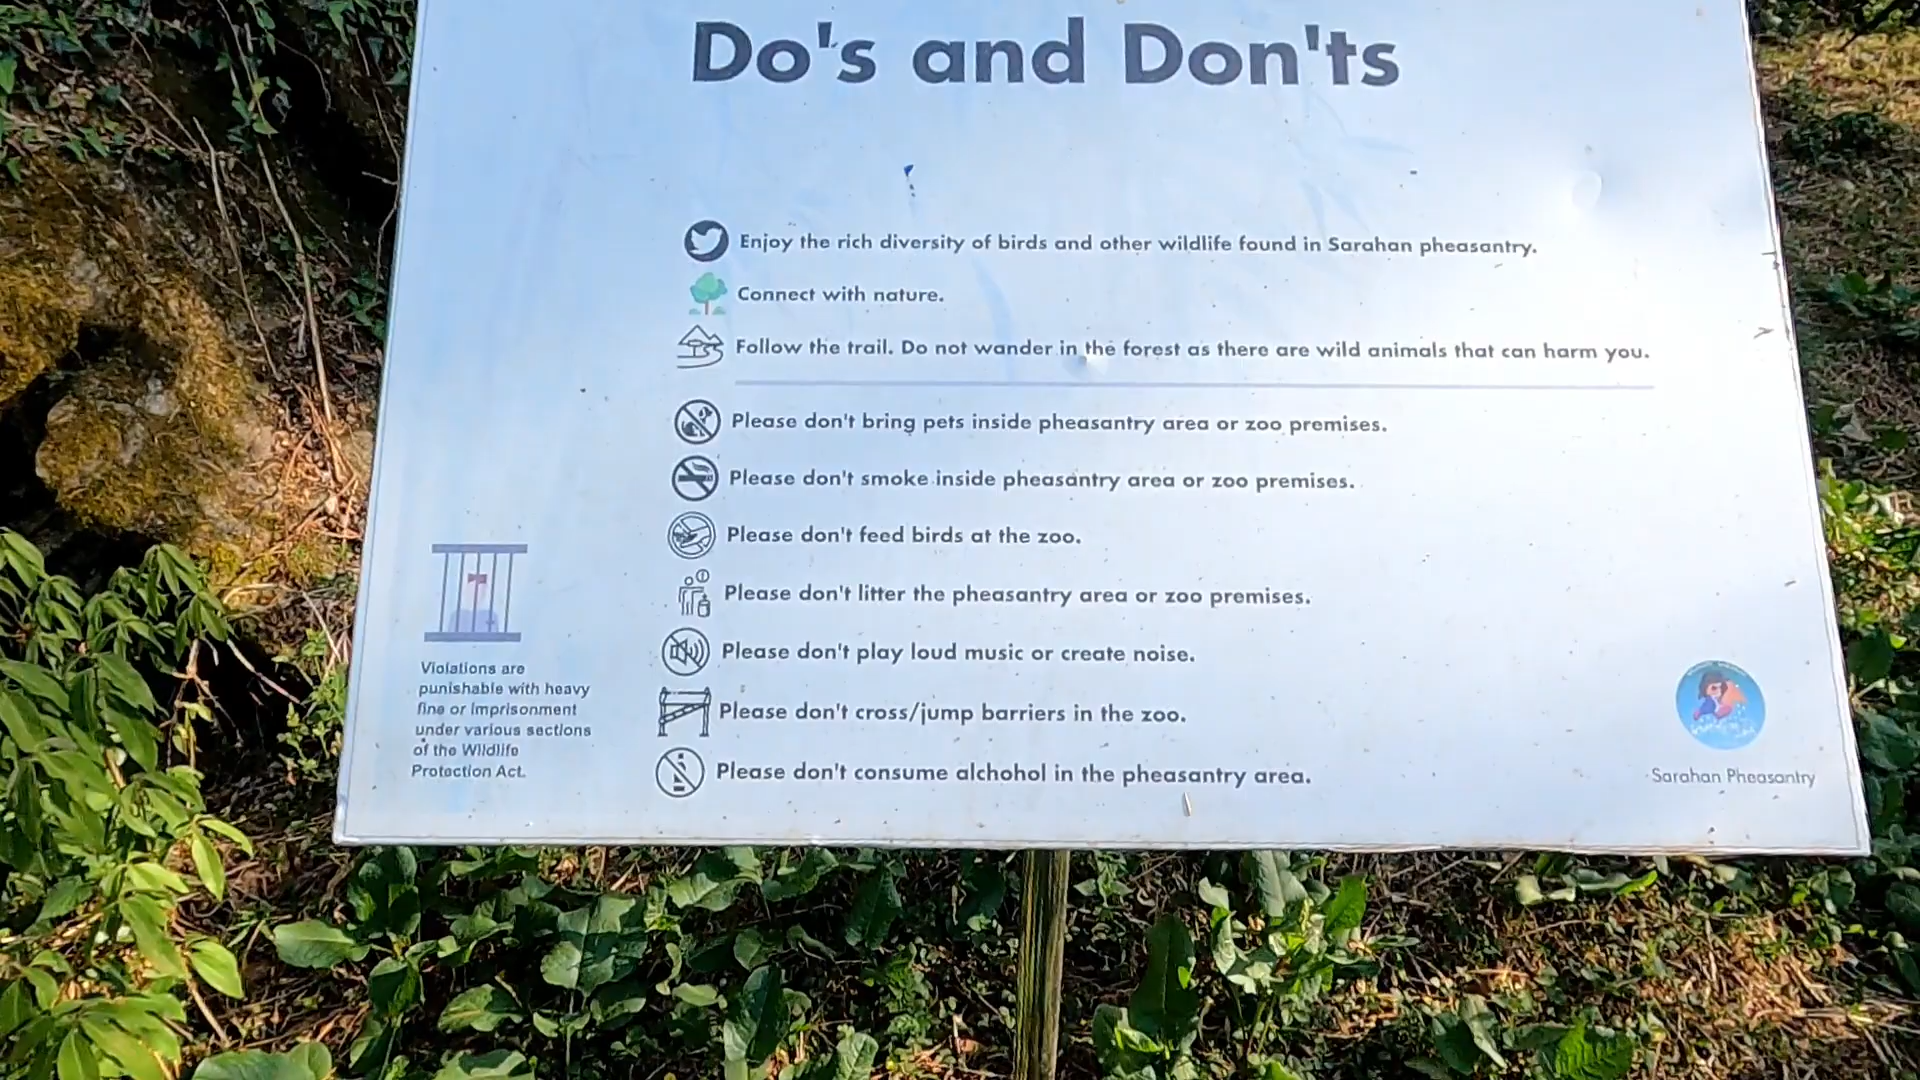 Do's and Don'ts
Enjoy the rich diversity of birds and other wildlife found in Sarahan pheasantry.
Connect with nature.
Follow the trail. Do not wander in the forest as there are wild animals that can harm you.
Please don't bring pets inside pheasantry area or zoo premises.
Please don't smoke inside pheasantry area or zoo premises.
Please don't feed birds at the zoo.
Please don't litter the pheasantry area or zoo premises.
Please don't play loud music or create noise.
Please don't cross/jump barriers in the zoo.
Please don't consume alchohol in the pheasantry area.
Violations are
punishable with heavy
fine or imprisonment
under various sections
of the Wildlife
Protection Act.
Sarahan Pheasantry